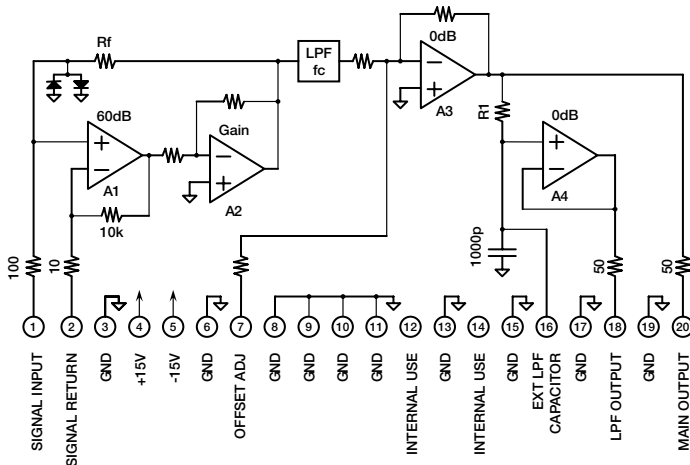 Rf
LPF
fc
0dB
A3
60dB
A1
10k
Gain
A2
R1
0dB
A4
1000p
100
10
50
50
1
2
3
4
5
6
7
8
9
10
11
12
13
14
15
16
17
18
19
20
SIGNAL INPUT
SIGNAL RETURN
GND
+15V
-15V
GND
OFFSET ADJ
GND
GND
GND
GND
INTERNAL USE
GND
INTERNAL USE
GND
EXT LPF
CAPACITOR
GND
LPF OUTPUT
GND
MAIN OUTPUT